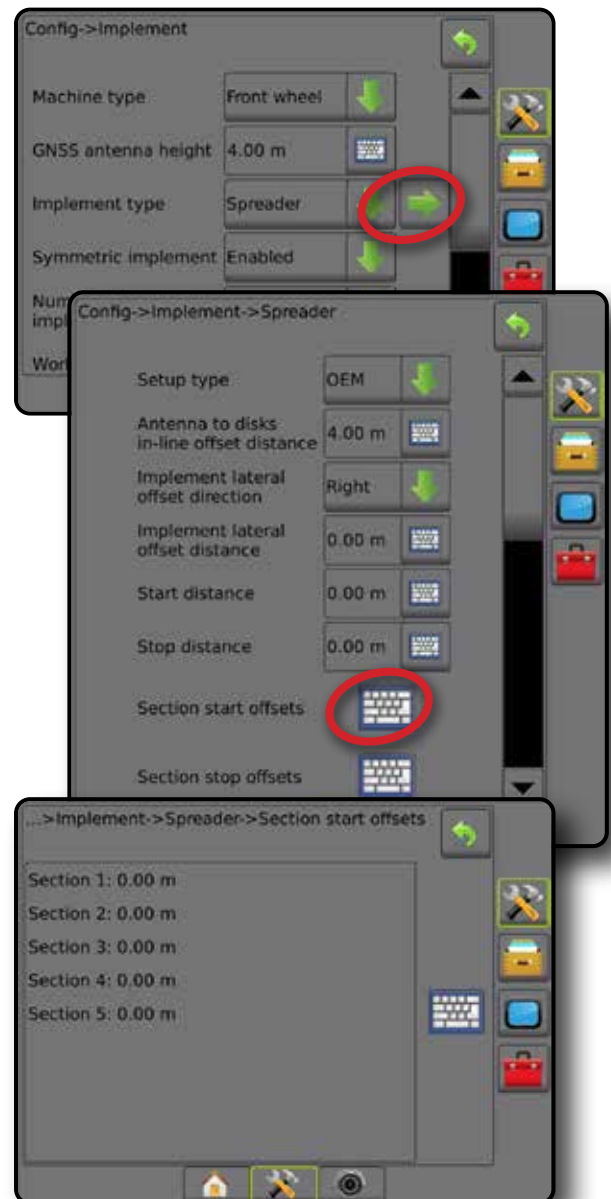 Config->Implement
Machine type Front wheel
GNSS antenna height 4.00 m
Implement type Spreader
Symmetric implement Enabled
Config->Implement->Spreader
Setup type OEM
Antenna to disks
in-line offset distance 4.00 m
Implement lateral
offset direction Right
Implement lateral
offset distance 0.00 m
Start distance 0.00 m
Stop distance 0.00 m
Section start offsets
Section stop offsets
...>Implement->Spreader->Section start offsets
Section 1: 0.00 m
Section 2: 0.00 m
Section 3: 0.00 m
Section 4: 0.00 m
Section 5: 0.00 m